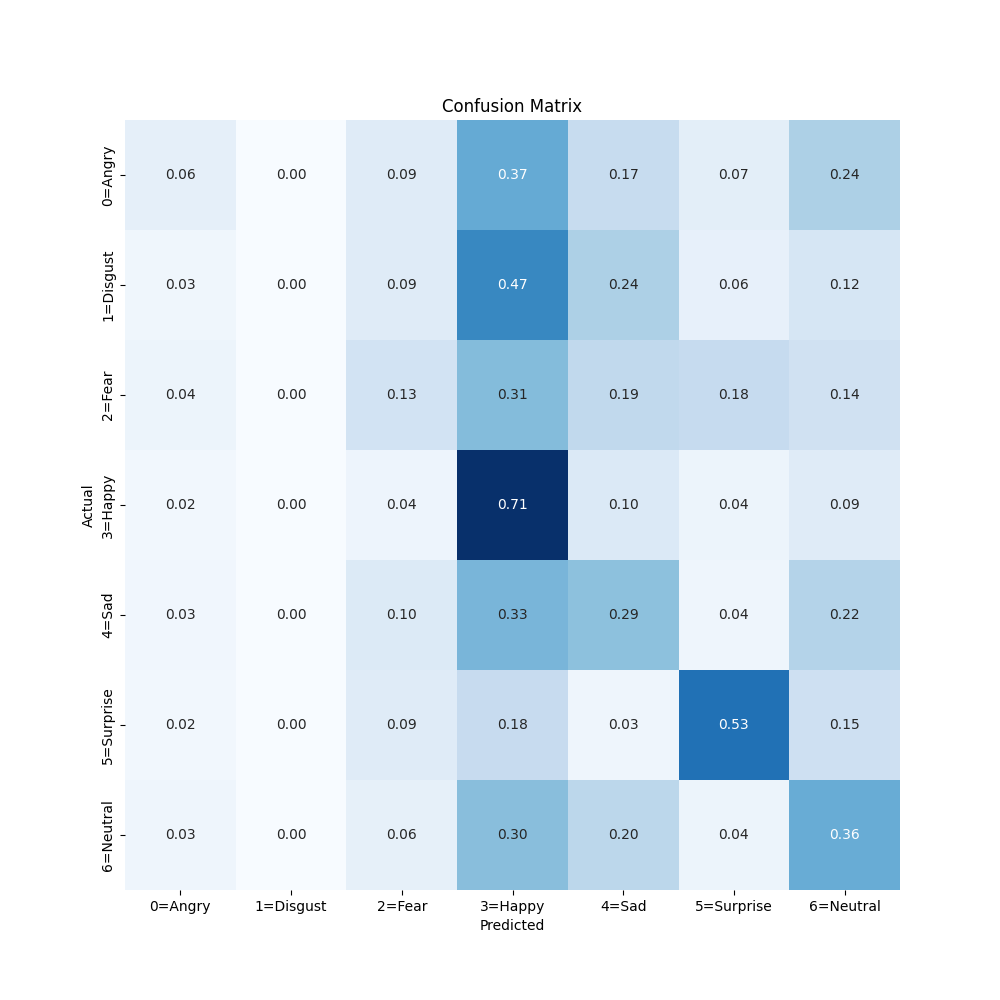 Confusion Matrix
Actual
0=Angry 0.06 0.00 0.09 0.37 0.17 0.07 0.24
1=Disgust 0.03 0.00 0.09 0.47 0.24 0.06 0.12
2=Fear 0.04 0.00 0.13 0.31 0.19 0.18 0.14
3=Happy 0.02 0.00 0.04 0.71 0.10 0.04 0.09
4=Sad 0.03 0.00 0.10 0.33 0.29 0.04 0.22
5=Surprise 0.02 0.00 0.09 0.18 0.03 0.53 0.15
6=Neutral 0.03 0.00 0.06 0.30 0.20 0.04 0.36
0=Angry 1=Disgust 2=Fear 3=Happy 4=Sad 5=Surprise 6=Neutral
Predicted